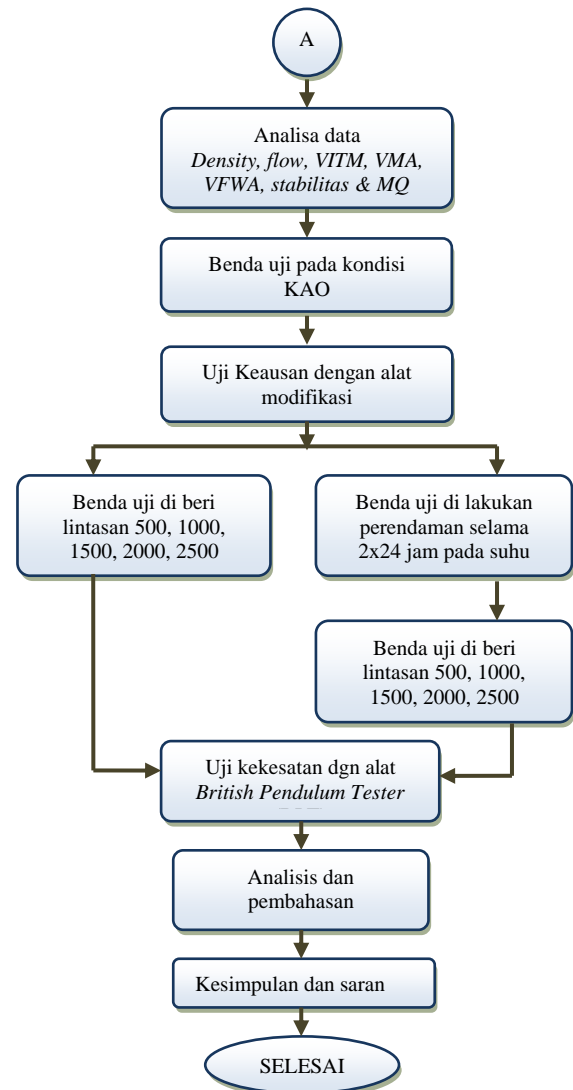 A
Analisa data
Density, flow, VITM, VMA,
VFWA, stabilitas & MQ
Benda uji pada kondisi
KAO
Uji Keausan dengan alat
modifikasi
Benda uji di beri
lintasan 500, 1000,
1500, 2000, 2500
Benda uji di lakukan
perendaman selama
2x24 jam pada suhu
Benda uji di beri
lintasan 500, 1000,
1500, 2000, 2500
Uji kekesatan dgn alat
British Pendulum Tester
Analisis dan
pembahasan
Kesimpulan dan saran
SELESAI